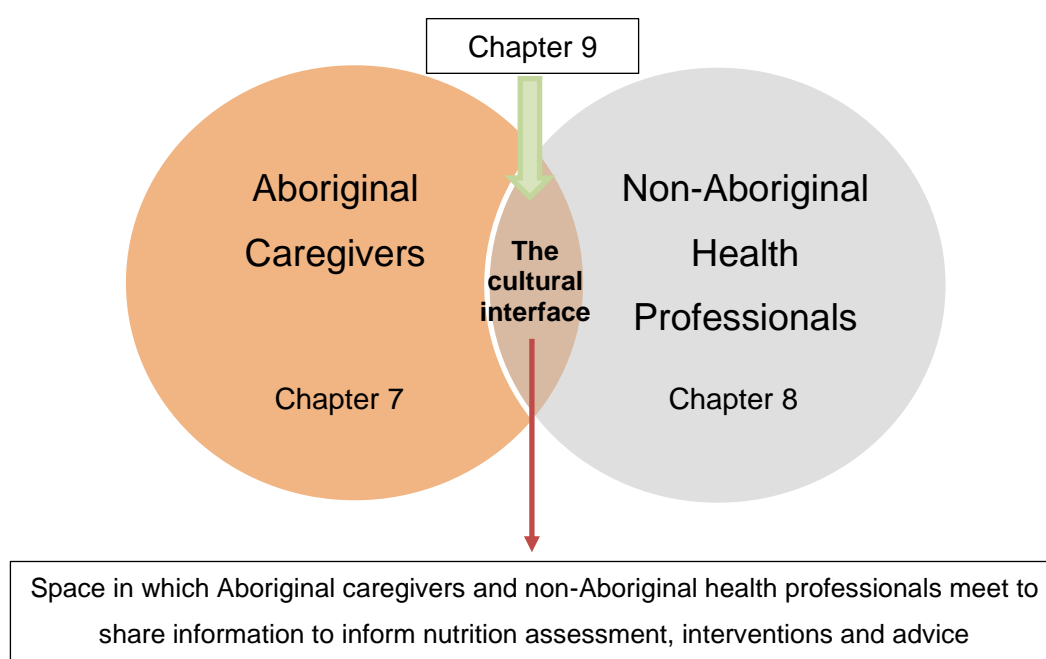 Chapter 9
Aboriginal
Caregivers
Chapter 7
The
cultural
interface
Non-Aboriginal
Health
Professionals
Chapter 8
Space in which Aboriginal caregivers and non-Aboriginal health professionals meet to
share information to inform nutrition assessment, interventions and advice